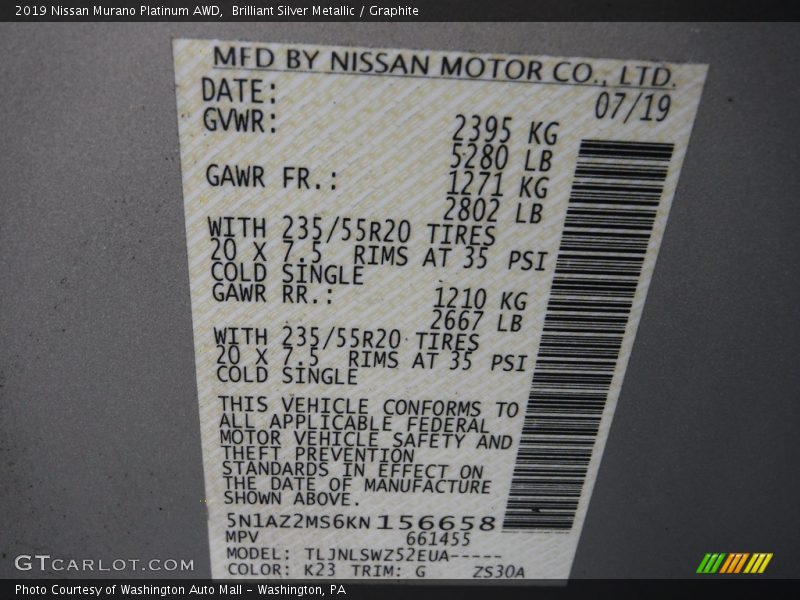 2019 Nissan Murano Platinum AWD, Brilliant Silver Metallic / Graphite
MFD BY NISSAN MOTOR CO., LTD.
DATE: 07/19
GVWR: 2395 KG
5280 LB
GAWR FR.: 1271 KG
2802 LB
WITH 235/55R20 TIRES
20 X 7.5 RIMS AT 35 PSI
COLD SINGLE
GAWR RR.: 1210 KG
2667 LB
WITH 235/55R20 TIRES
20 X 7.5 RIMS AT 35 PSI
COLD SINGLE
THIS VEHICLE CONFORMS TO
ALL APPLICABLE FEDERAL
MOTOR VEHICLE SAFETY AND
THEFT PREVENTION
STANDARDS IN EFFECT ON
THE DATE OF MANUFACTURE
SHOWN ABOVE.
5N1AZ2MS6KN156658
MPV 661455
MODEL: TLJNLSWZ52EUA-----
COLOR: K23 TRIM: G ZS30A
GTCARLOT.COM
Photo Courtesy of Washington Auto Mall - Washington, PA